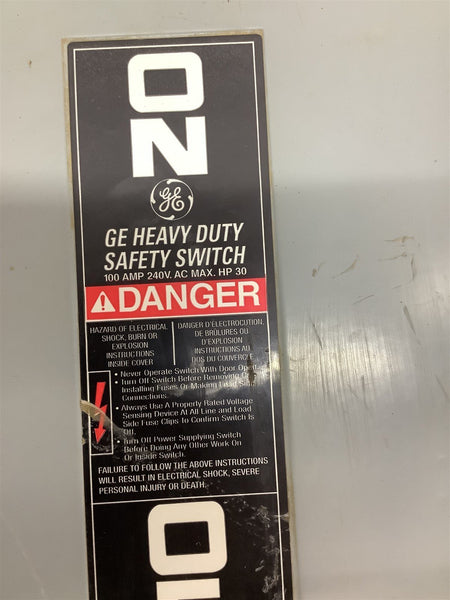 ON
GE
GE HEAVY DUTY
SAFETY SWITCH
100 AMP 240V. AC MAX. HP 30
DANGER
HAZARD OF ELECTRICAL
SHOCK, BURN OR
EXPLOSION
INSTRUCTIONS
INSIDE COVER
DANGER D'ÉLECTROCUTION,
DE BRÛLURES OU
D'EXPLOSION
INSTRUCTIONS AU
DOS DU COUVERC'E
• Never Operate Switch With Door Open.
• Turn Off Switch Before Removing Or
Installing Fuses Or Making Load Side
Connections.
• Always Use A Properly Rated Voltage
Sensing Device At All Line and Load
Side Fuse Clips to Confirm Switch Is
Off.
• Turn Off Power Supplying Switch
Before Doing Any Other Work On
Or Inside Switch.
FAILURE TO FOLLOW THE ABOVE INSTRUCTIONS
WILL RESULT IN ELECTRICAL SHOCK, SEVERE
PERSONAL INJURY OR DEATH.
O